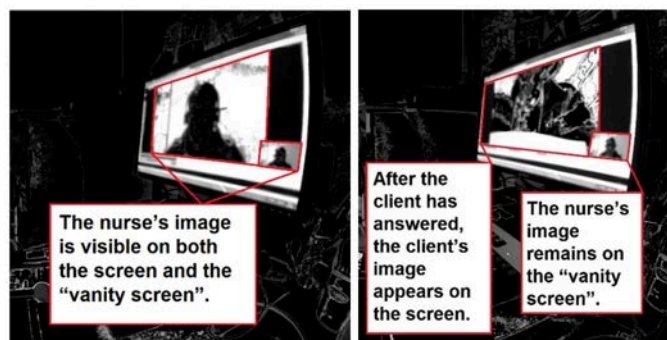 The nurse’s image
is visible on both
the screen and the
“vanity screen”.
After the
client has
answered,
the client’s
image
appears on
the screen.
The nurse’s
image
remains on
the “vanity
screen”.